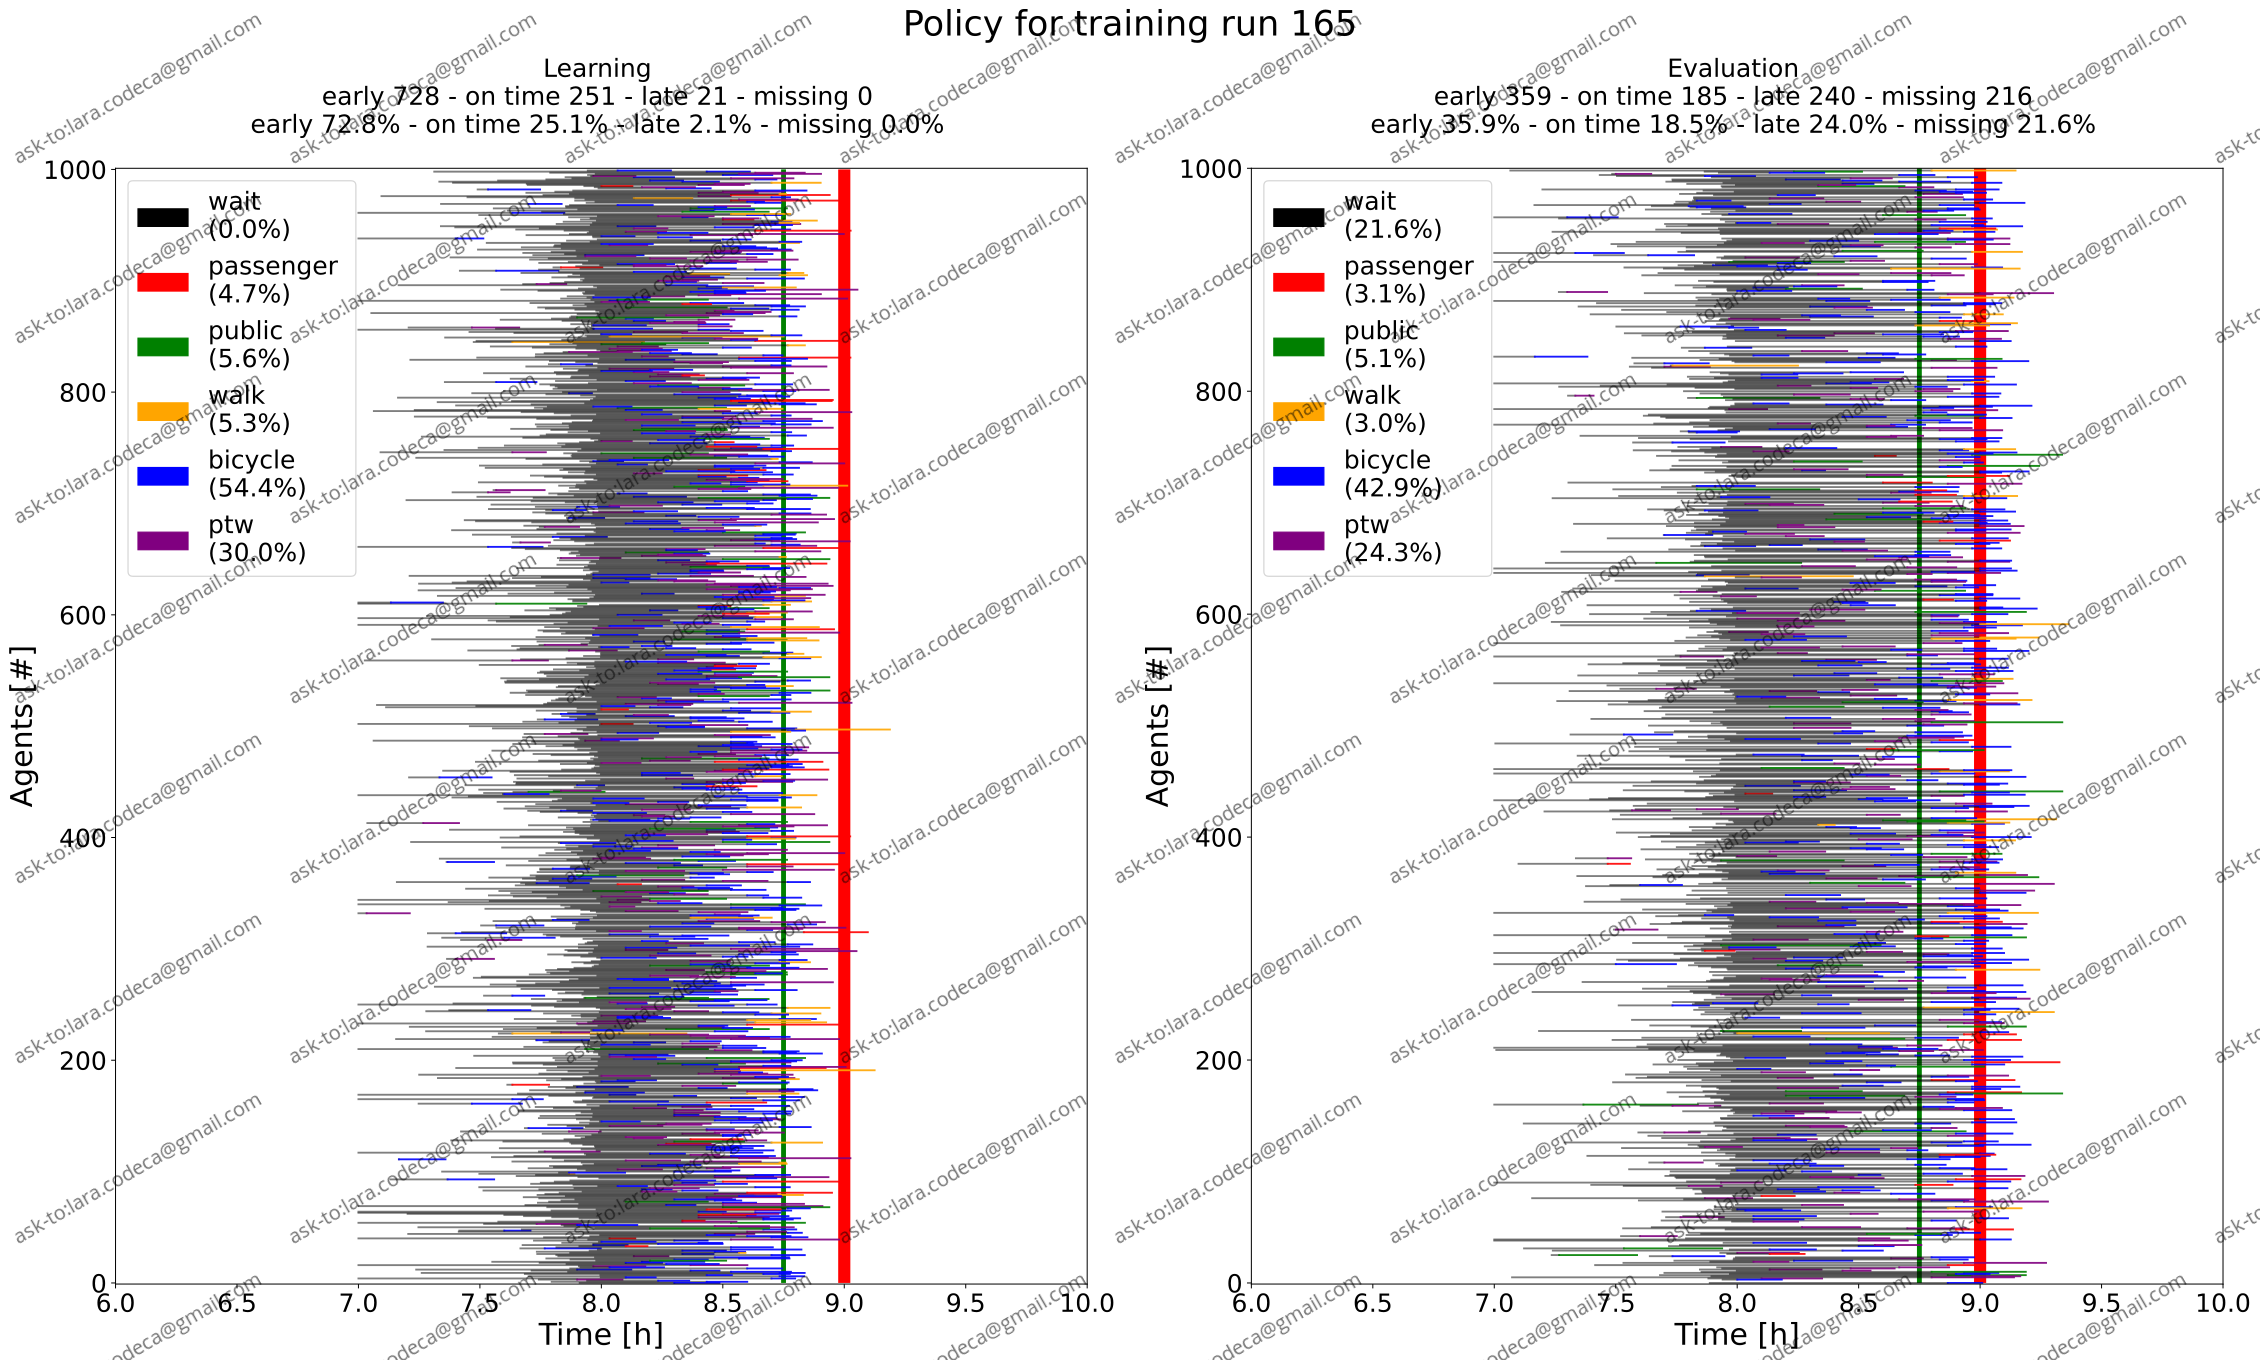 Policy for training run 165
Learning
early 728 - on time 251 - late 21 - missing 0
early 72.8% - on time 25.1% - late 2.1% - missing 0.0%
1000
800
600
400
200
0
Agents [#]
wait
(0.0%)
passenger
(4.7%)
public
(5.6%)
walk
(5.3%)
bicycle
(54.4%)
ptw
(30.0%)
6.0 6.5 7.0 7.5 8.0 8.5 9.0 9.5 10.0
Time [h]
Evaluation
early 359 - on time 185 - late 240 - missing 216
early 35.9% - on time 18.5% - late 24.0% - missing 21.6%
1000
800
600
400
200
0
Agents [#]
wait
(21.6%)
passenger
(3.1%)
public
(5.1%)
walk
(3.0%)
bicycle
(42.9%)
ptw
(24.3%)
6.0 6.5 7.0 7.5 8.0 8.5 9.0 9.5 10.0
Time [h]
ask-to:lara.codeca@gmail.com